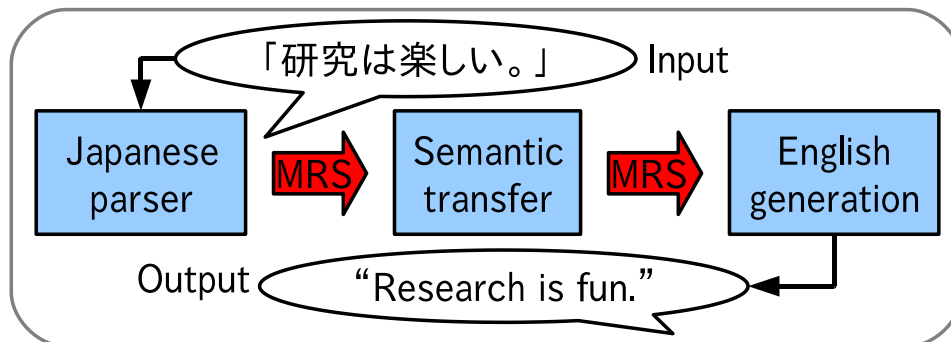 「研究は楽しい。」
Input
Japanese
parser
MRS
Semantic
transfer
MRS
English
generation
Output
“Research is fun.”